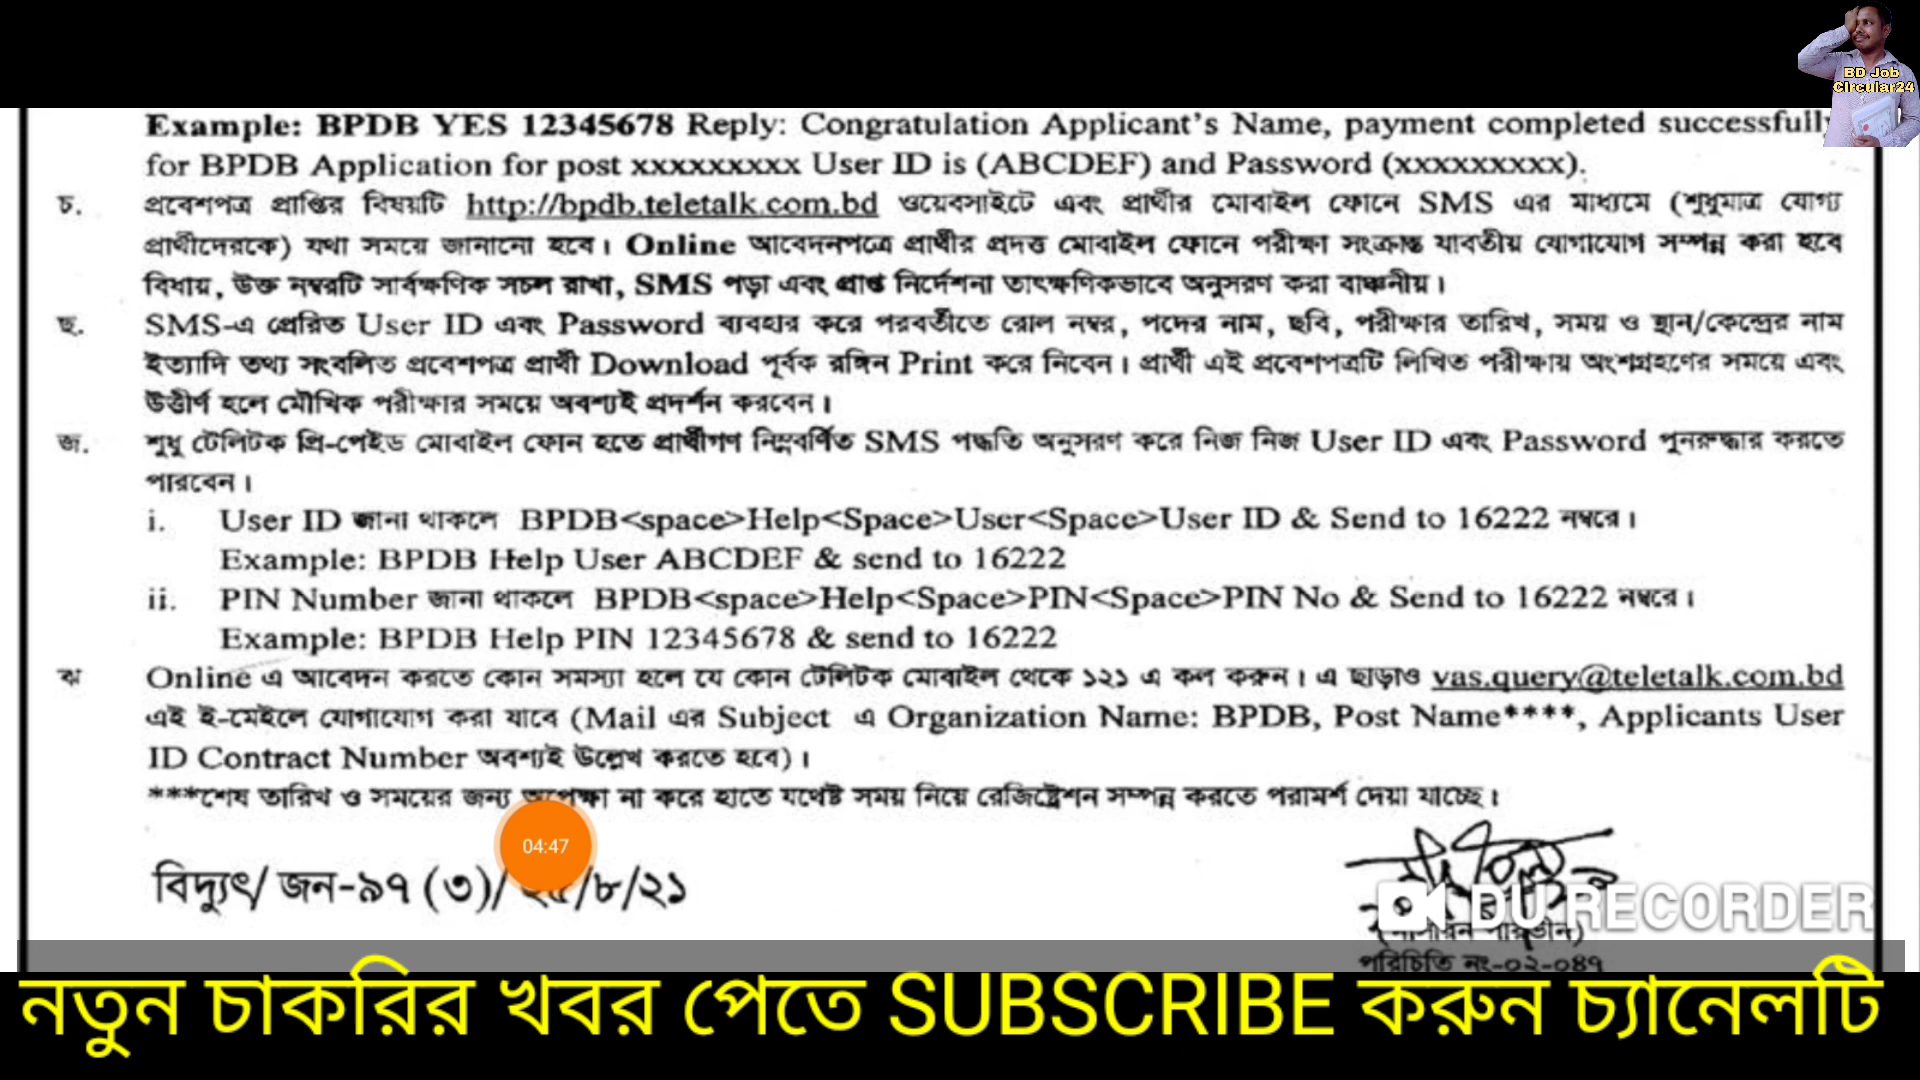 BD Job
Circular24
Example: BPDB YES 12345678 Reply: Congratulation Applicant's Name, payment completed successfully
for BPDB Application for post xxxxxxxxx User ID is (ABCDEF) and Password (xxxxxxxxx).
চ. প্রবেশপত্র প্রাপ্তির বিষয়টি http://bpdb.teletalk.com.bd ওয়েবসাইটে এবং প্রার্থীর মোবাইল ফোনে SMS এর মাধ্যমে (শুধুমাত্র যোগ্য
প্রার্থীদেরকে) যথা সময়ে জানানো হবে। Online আবেদনপত্রে প্রার্থীর প্রদত্ত মোবাইল ফোনে পরীক্ষা সংক্রান্ত যাবতীয় যোগাযোগ সম্পন্ন করা হবে
বিধায়, উক্ত নম্বরটি সার্বক্ষণিক সচল রাখা, SMS পড়া এবং প্রাপ্ত নির্দেশনা তাৎক্ষণিকভাবে অনুসরণ করা বাঞ্চনীয়।
ছ. SMS-এ প্রেরিত User ID এবং Password ব্যবহার করে পরবর্তীতে রোল নম্বর, পদের নাম, ছবি, পরীক্ষার তারিখ, সময় ও স্থান/কেন্দ্রের নাম
ইত্যাদি তথ্য সংবলিত প্রবেশপত্র প্রার্থী Download পূর্বক রঙ্গিন Print করে নিবেন। প্রার্থী এই প্রবেশপত্রটি লিখিত পরীক্ষায় অংশগ্রহণের সময়ে এবং
উত্তীর্ণ হলে মৌখিক পরীক্ষার সময়ে অবশ্যই প্রদর্শন করবেন।
জ. শুধু টেলিটক প্রি-পেইড মোবাইল ফোন হতে প্রার্থীগণ নিম্নবর্ণিত SMS পদ্ধতি অনুসরণ করে নিজ নিজ User ID এবং Password পুনরুদ্ধার করতে
পারবেন।
i. User ID জানা থাকলে BPDB<space>Help<Space>User<Space>User ID & Send to 16222 নম্বরে।
Example: BPDB Help User ABCDEF & send to 16222
ii. PIN Number জানা থাকলে BPDB<space>Help<Space>PIN<Space>PIN No & Send to 16222 নম্বরে।
Example: BPDB Help PIN 12345678 & send to 16222
ঝ Online এ আবেদন করতে কোন সমস্যা হলে যে কোন টেলিটক মোবাইল থেকে ১২১ এ কল করুন। এ ছাড়াও vas.query@teletalk.com.bd
এই ই-মেইলে যোগাযোগ করা যাবে (Mail এর Subject এ Organization Name: BPDB, Post Name****, Applicants User
ID Contract Number অবশ্যই উল্লেখ করতে হবে)।
***শেষ তারিখ ও সময়ের জন্য অপেক্ষা না করে হাতে যথেষ্ট সময় নিয়ে রেজিষ্ট্রেশন সম্পন্ন করতে পরামর্শ দেয়া যাচ্ছে।
04:47
বিদ্যুৎ/ জন-৯৭ (৩)/ ২৫/৮/২১
DU RECORDER
পরিচিতি নং-০২-০৪৭
নতুন চাকরির খবর পেতে SUBSCRIBE করুন চ্যানেলটি